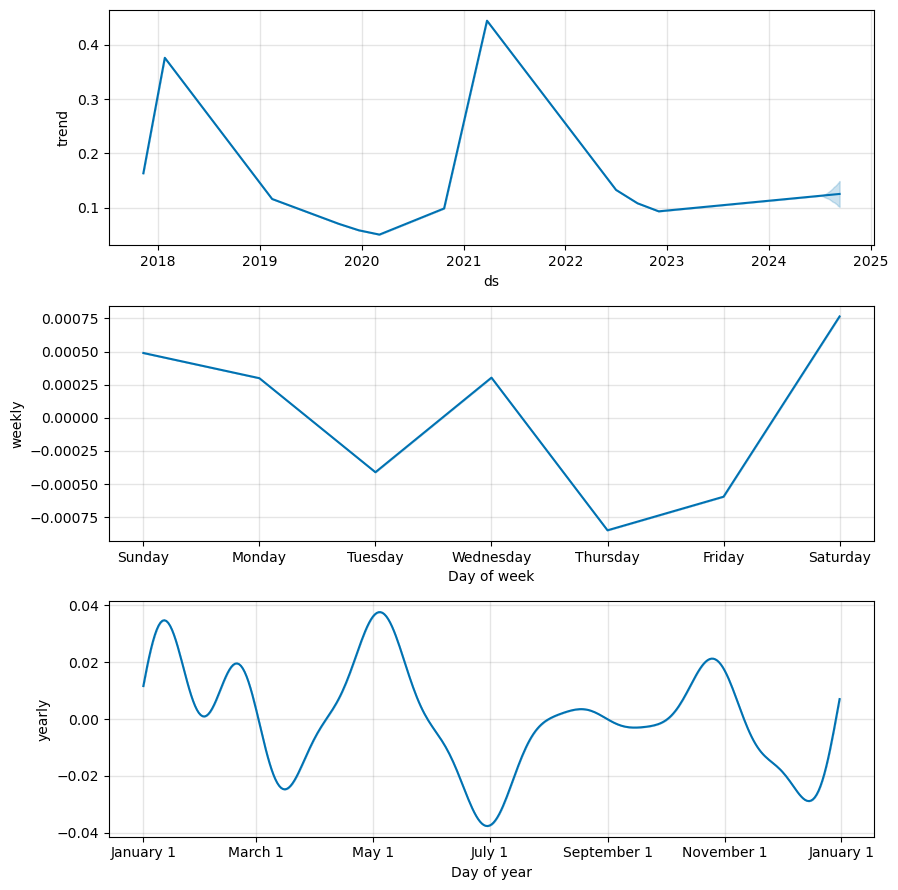 0.4
0.3
0.2
0.1
trend
2018 2019 2020 2021 2022 2023 2024 2025
ds
0.00075
0.00050
0.00025
0.00000
−0.00025
−0.00050
−0.00075
weekly
Sunday Monday Tuesday Wednesday Thursday Friday Saturday
Day of week
0.04
0.02
0.00
−0.02
−0.04
yearly
January 1 March 1 May 1 July 1 September 1 November 1 January 1
Day of year